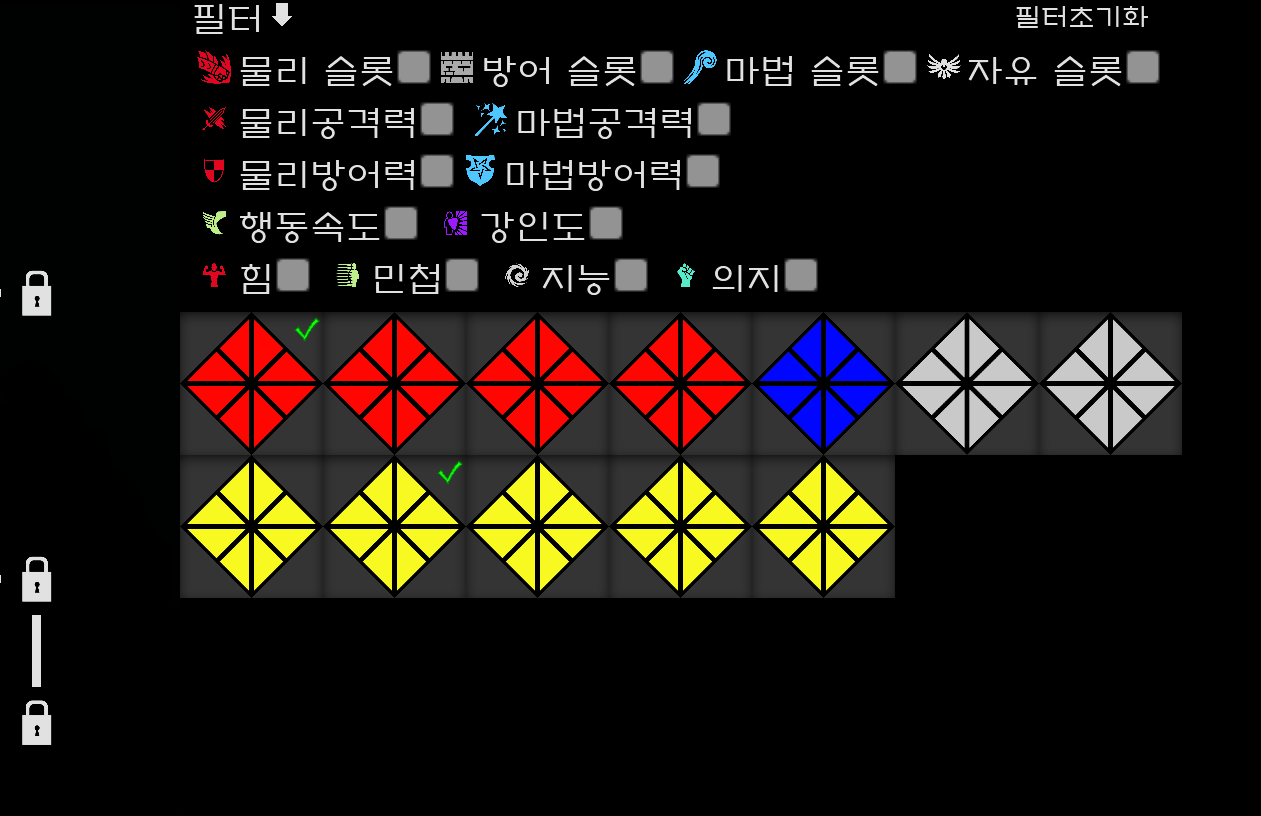 필터 필터초기화
물리 슬롯 방어 슬롯 마법 슬롯 자유 슬롯
물리공격력 마법공격력
물리방어력 마법방어력
행동속도 강인도
힘 민첩 지능 의지